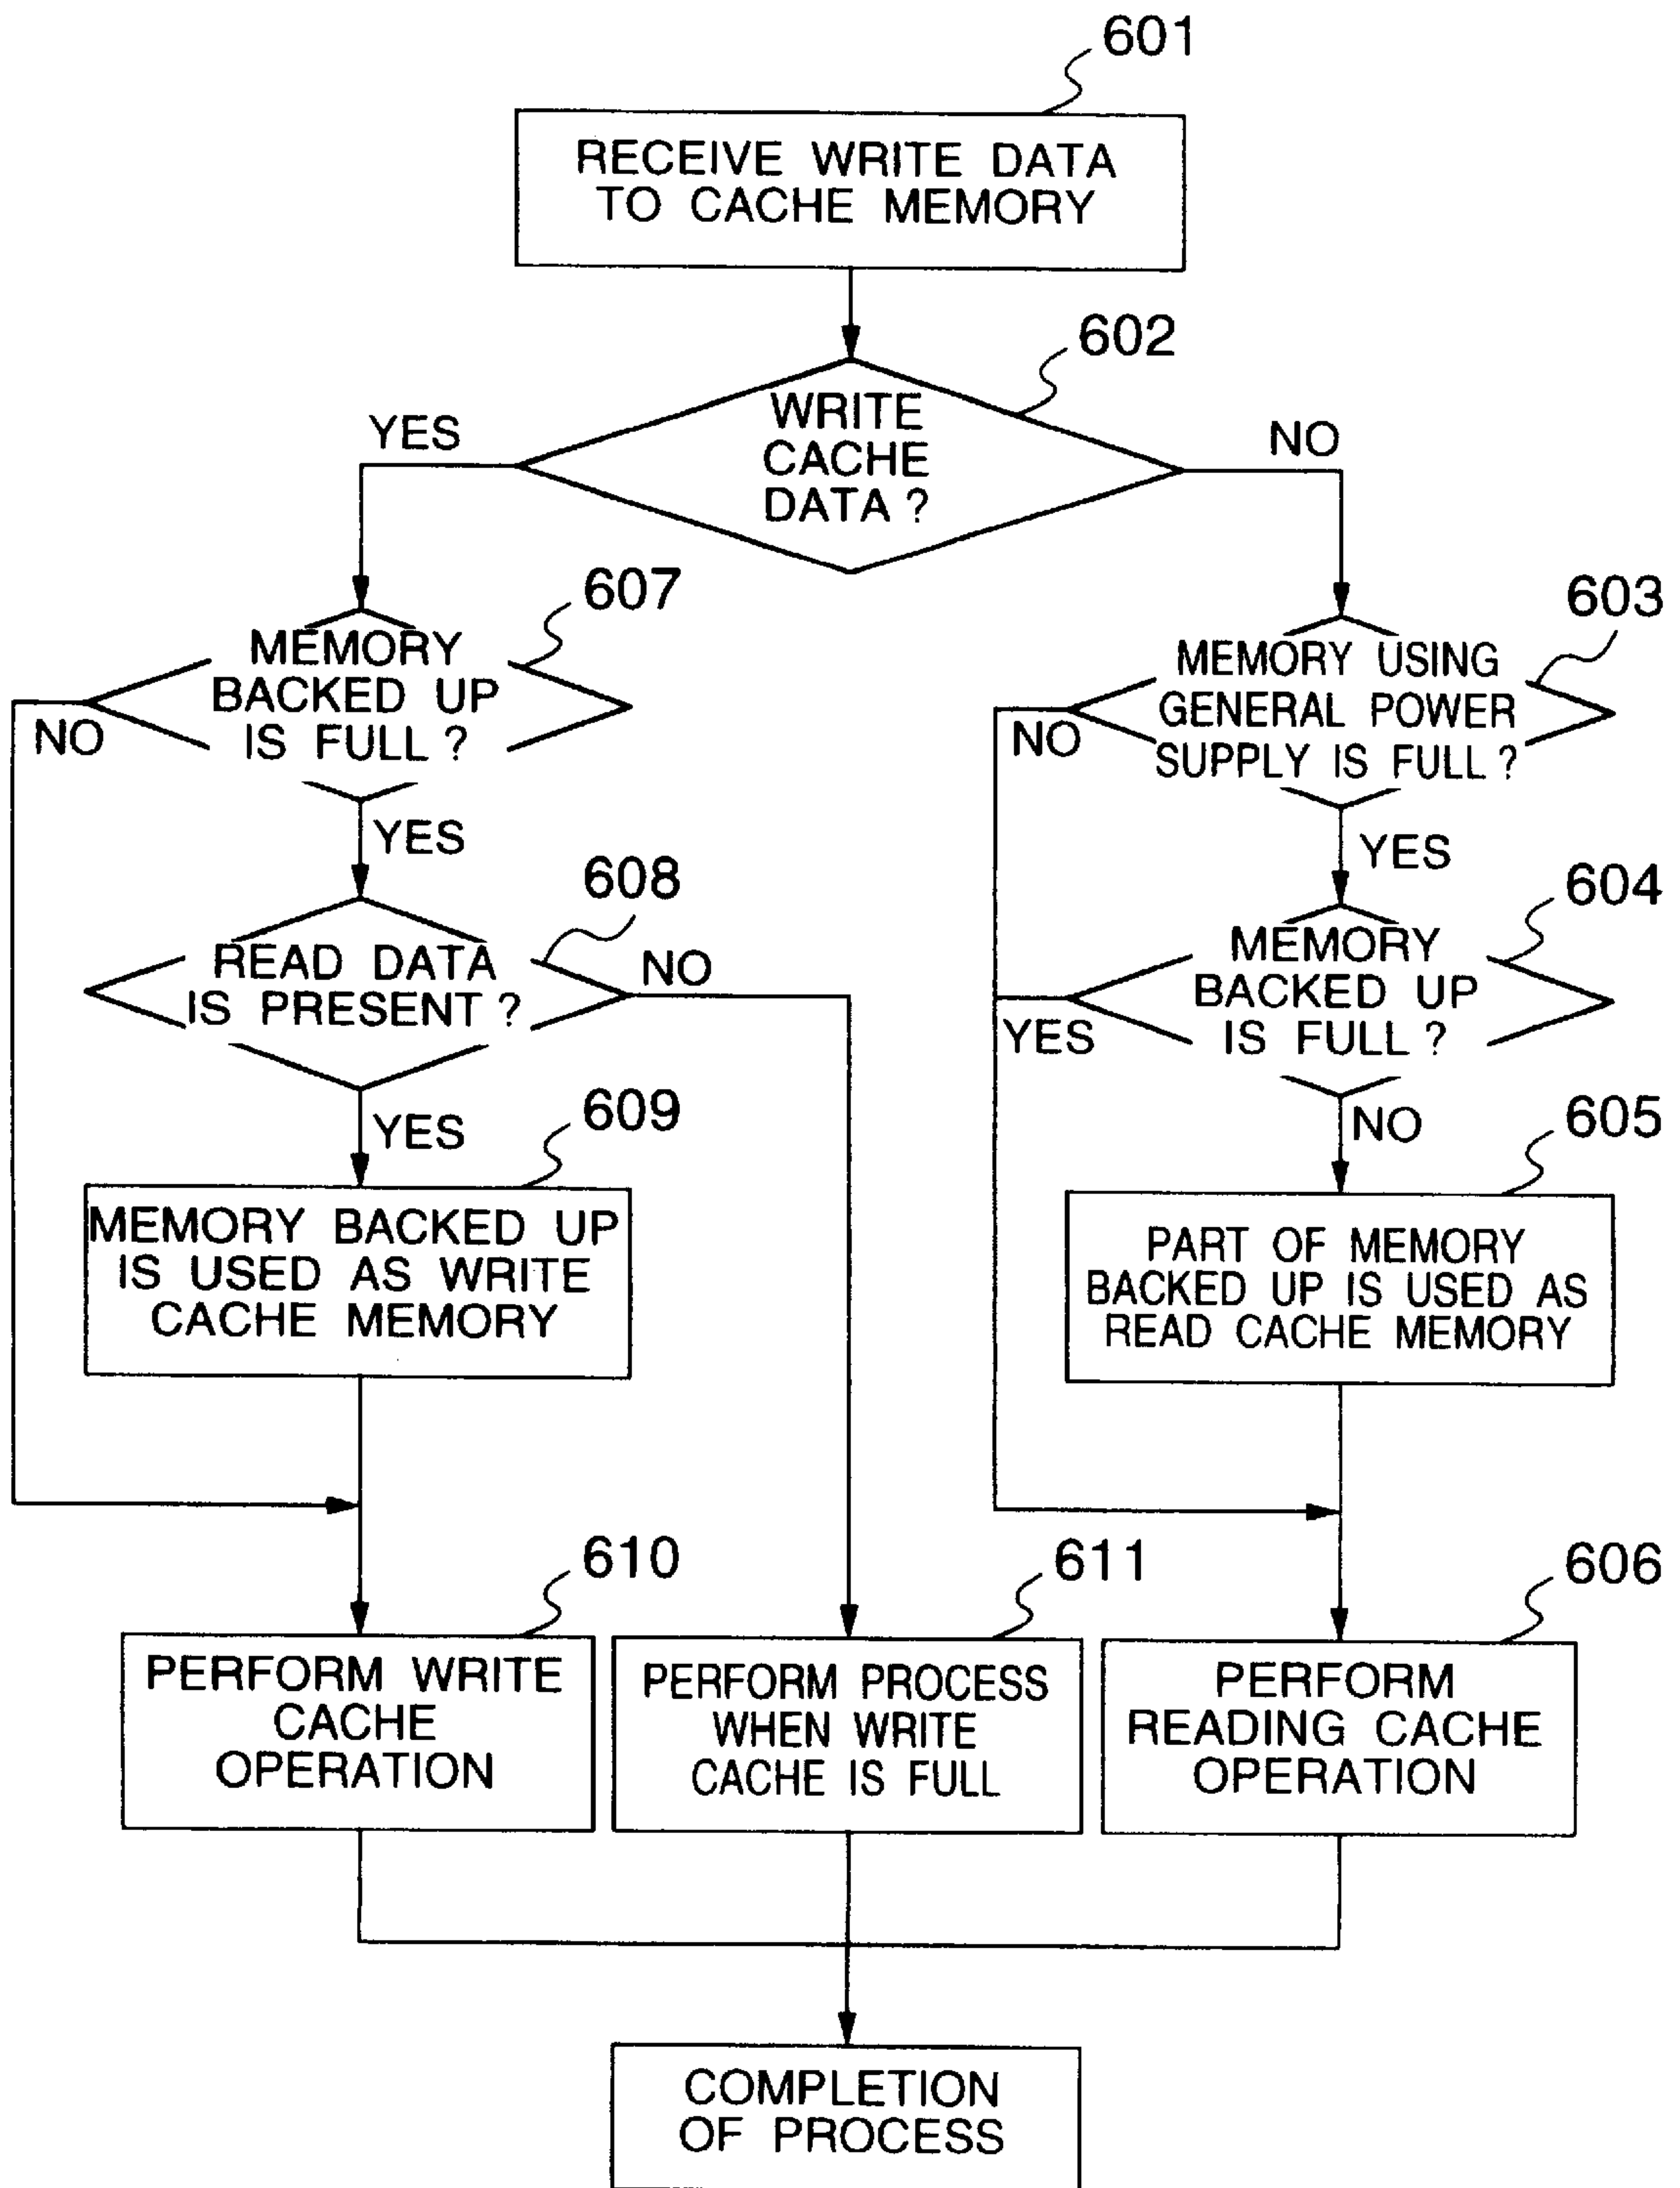 601
RECEIVE WRITE DATA
TO CACHE MEMORY
602
WRITE
CACHE
DATA ?
YES
NO
607
MEMORY
BACKED UP
IS FULL ?
NO
YES
603
MEMORY USING
GENERAL POWER
SUPPLY IS FULL ?
NO
YES
608
READ DATA
IS PRESENT ?
NO
YES
604
MEMORY
BACKED UP
IS FULL ?
YES
NO
609
MEMORY BACKED UP
IS USED AS WRITE
CACHE MEMORY
605
PART OF MEMORY
BACKED UP IS USED AS
READ CACHE MEMORY
610
PERFORM WRITE
CACHE
OPERATION
611
PERFORM PROCESS
WHEN WRITE
CACHE IS FULL
606
PERFORM
READING CACHE
OPERATION
COMPLETION
OF PROCESS